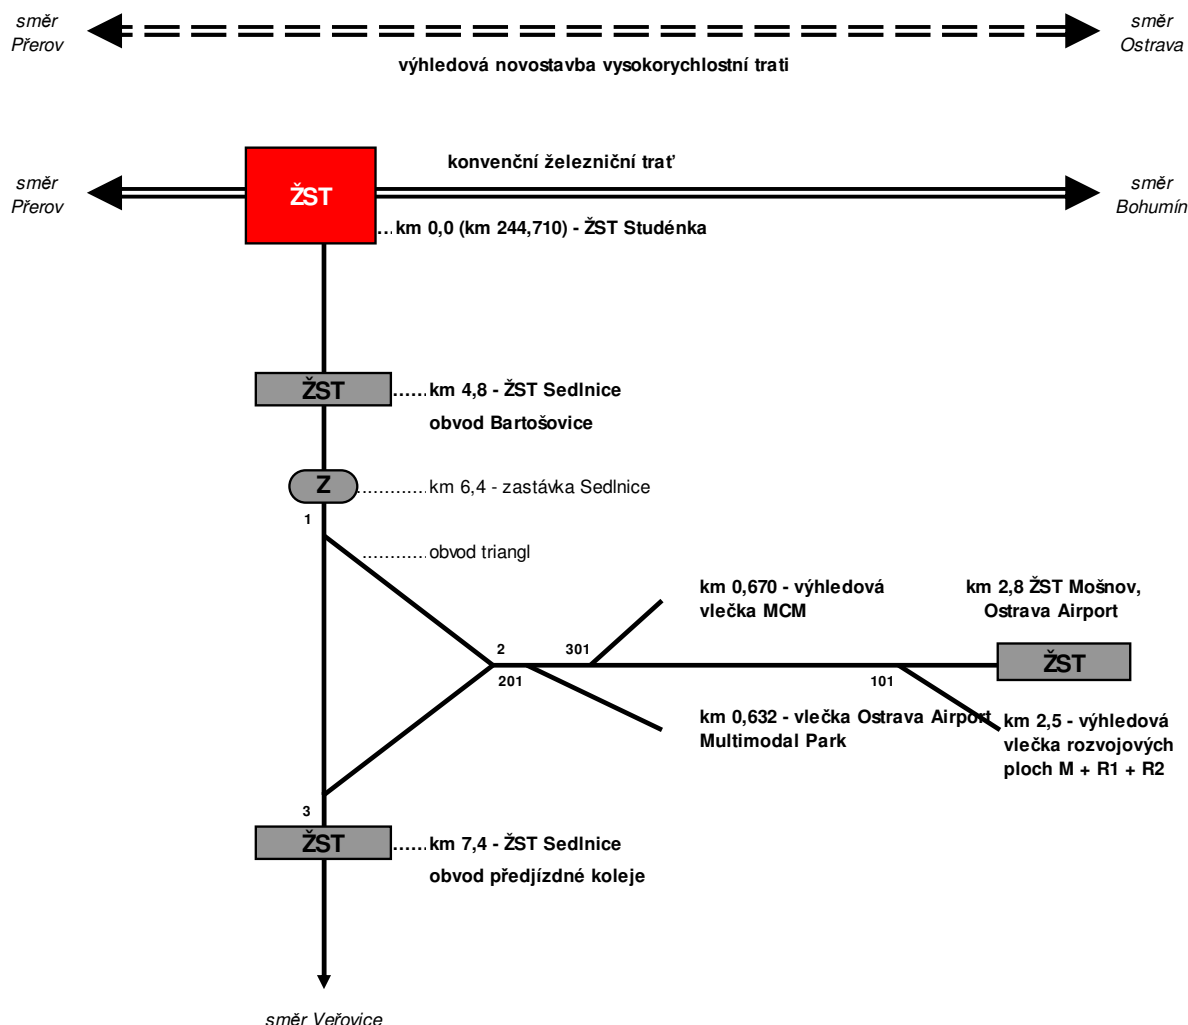 směr
Přerov
směr
Ostrava
výhledová novostavba vysokorychlostní trati
konvenční železniční trať
směr
Přerov
ŽST
směr
Bohumín
km 0,0 (km 244,710) - ŽST Studénka
ŽST
km 4,8 - ŽST Sedlnice
obvod Bartošovice
Z
km 6,4 - zastávka Sedlnice
1
obvod triangl
km 0,670 - výhledová
vlečka MCM
km 2,8 ŽST Mošnov,
Ostrava Airport
2
301
ŽST
201
101
km 0,632 - vlečka Ostrava Airport
Multimodal Park
km 2,5 - výhledová
vlečka rozvojových
ploch M + R1 + R2
3
ŽST
km 7,4 - ŽST Sedlnice
obvod předjízdné koleje
směr Veřovice